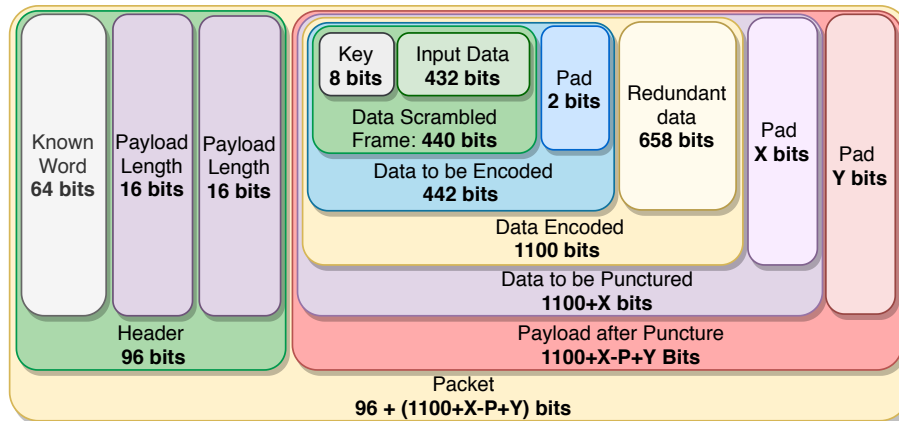 Known
Word
64 bits
Payload
Length
16 bits
Payload
Length
16 bits
Header
96 bits
Key
8 bits
Input Data
432 bits
Data Scrambled
Frame: 440 bits
Pad
2 bits
Data to be Encoded
442 bits
Redundant
data
658 bits
Data Encoded
1100 bits
Pad
X bits
Data to be Punctured
1100+X bits
Pad
Y bits
Payload after Puncture
1100+X-P+Y Bits
Packet
96 + (1100+X-P+Y) bits